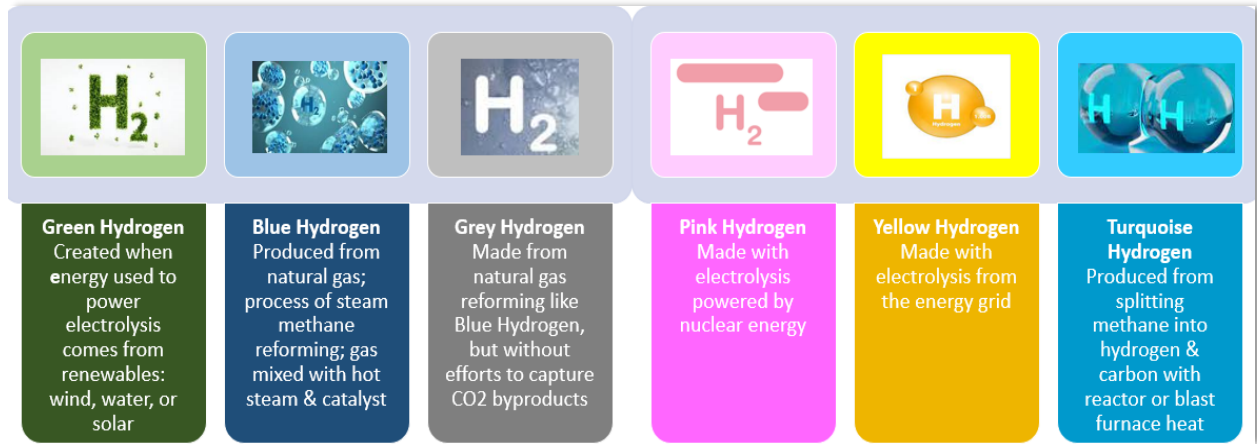 H2
H2
H2
H2
H
Hydrogen
H
H
Green Hydrogen
Created when
energy used to
power
electrolysis
comes from
renewables:
wind, water, or
solar
Blue Hydrogen
Produced from
natural gas;
process of steam
methane
reforming; gas
mixed with hot
steam & catalyst
Grey Hydrogen
Made from
natural gas
reforming like
Blue Hydrogen,
but without
efforts to capture
CO2 byproducts
Pink Hydrogen
Made with
electrolysis
powered by
nuclear energy
Yellow Hydrogen
Made with
electrolysis from
the energy grid
Turquoise
Hydrogen
Produced from
splitting
methane into
hydrogen &
carbon with
reactor or blast
furnace heat